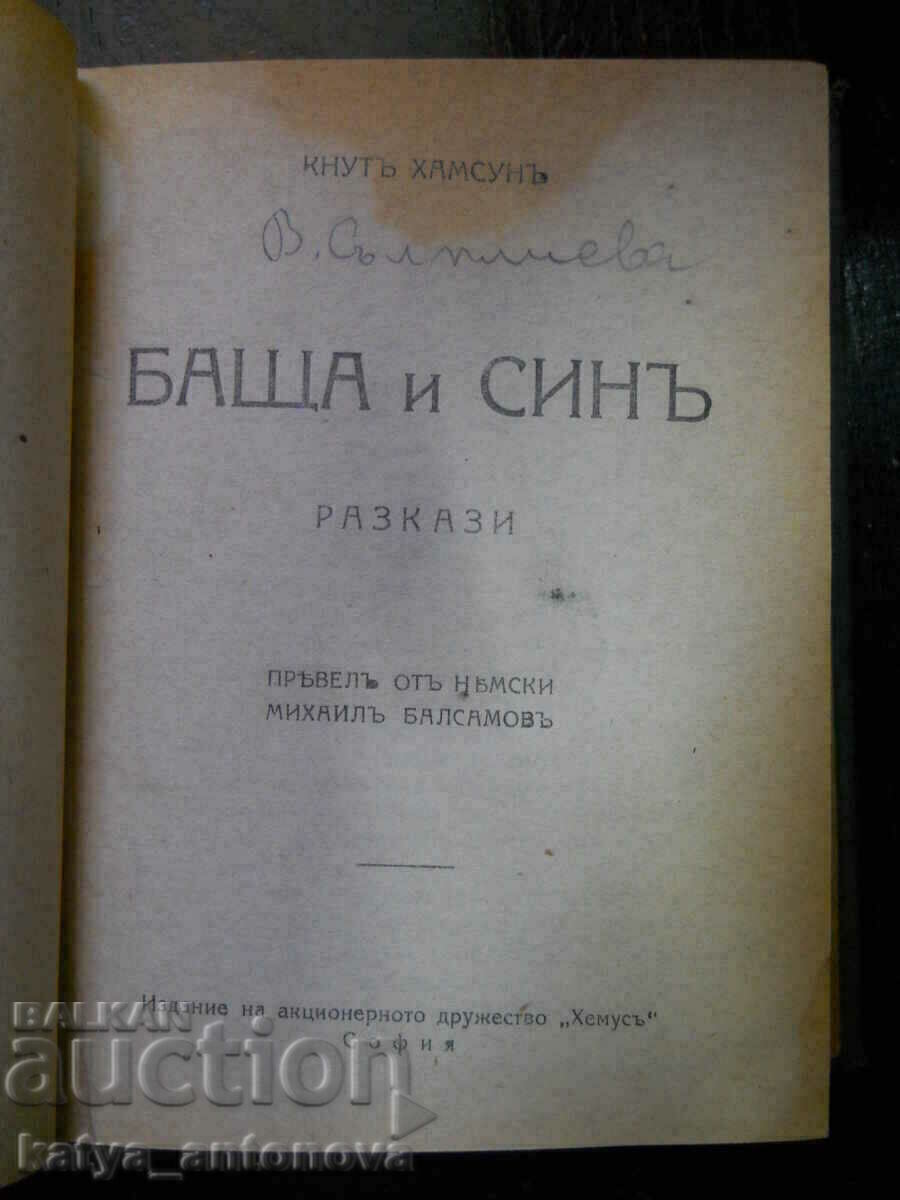 КНУТЪ ХАМСУНЪ
В.
БАЩА и СИНЪ
РАЗКАЗИ
ПРѢВЕЛЪ ОТЪ НѢМСКИ
МИХАИЛЪ БАЛСАМОВЪ
Издание на акционерното дружество „Хемусъ“
София
BALKAN
auction
katya_antonova